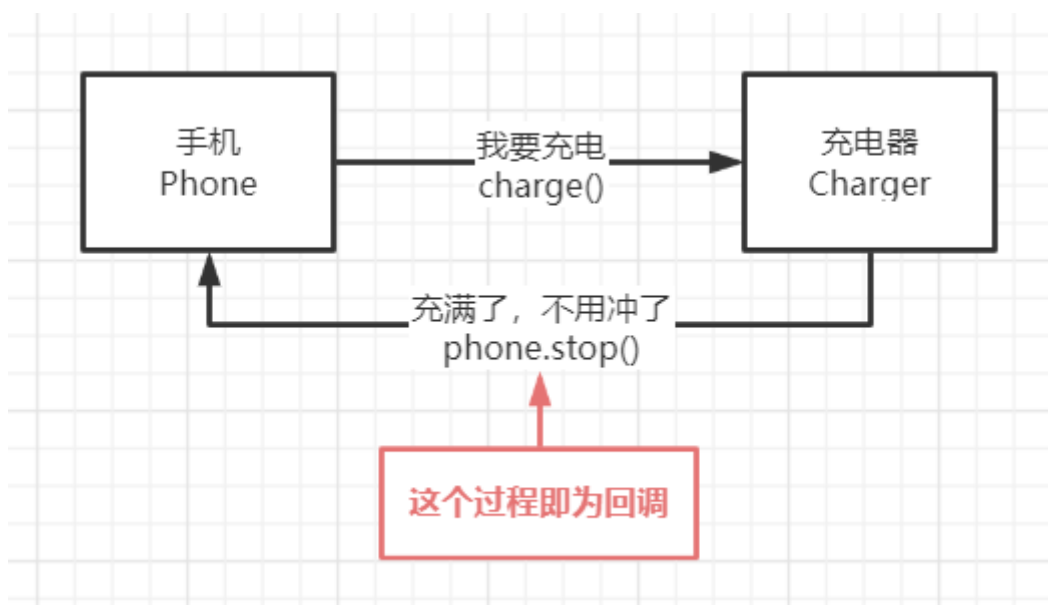 手机
Phone
我要充电
charge()
充电器
Charger
充满了，不用冲了
phone.stop()
这个过程即为回调